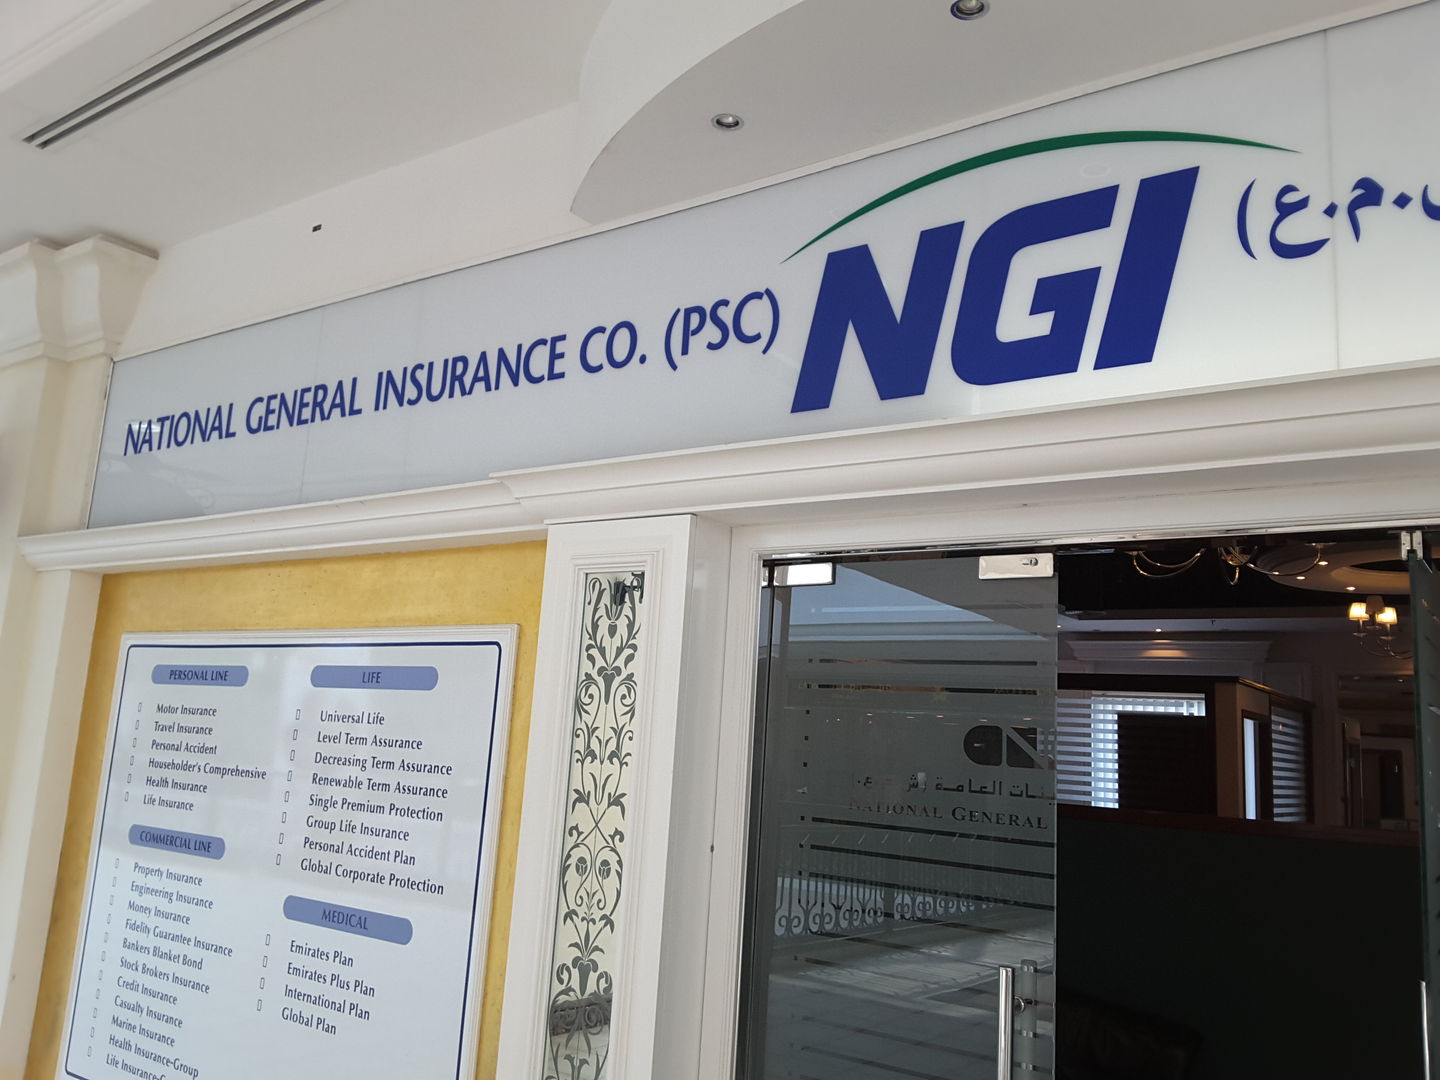 NATIONAL GENERAL INSURANCE CO. (PSC)
NGI
.م.ع)
PERSONAL LINE
Motor Insurance
Travel Insurance
Personal Accident
Householder's Comprehensive
Health Insurance
Life Insurance
COMMERCIAL LINE
Property Insurance
Engineering Insurance
Money Insurance
Fidelity Guarantee Insurance
Bankers Blanket Bond
Stock Brokers Insurance
Credit Insurance
Casualty Insurance
Marine Insurance
Health Insurance-Group
Life Insurance-G
LIFE
Universal Life
Level Term Assurance
Decreasing Term Assurance
Renewable Term Assurance
Single Premium Protection
Group Life Insurance
Personal Accident Plan
Global Corporate Protection
MEDICAL
Emirates Plan
Emirates Plus Plan
International Plan
Global Plan
العامة
NATIONAL GENERAL